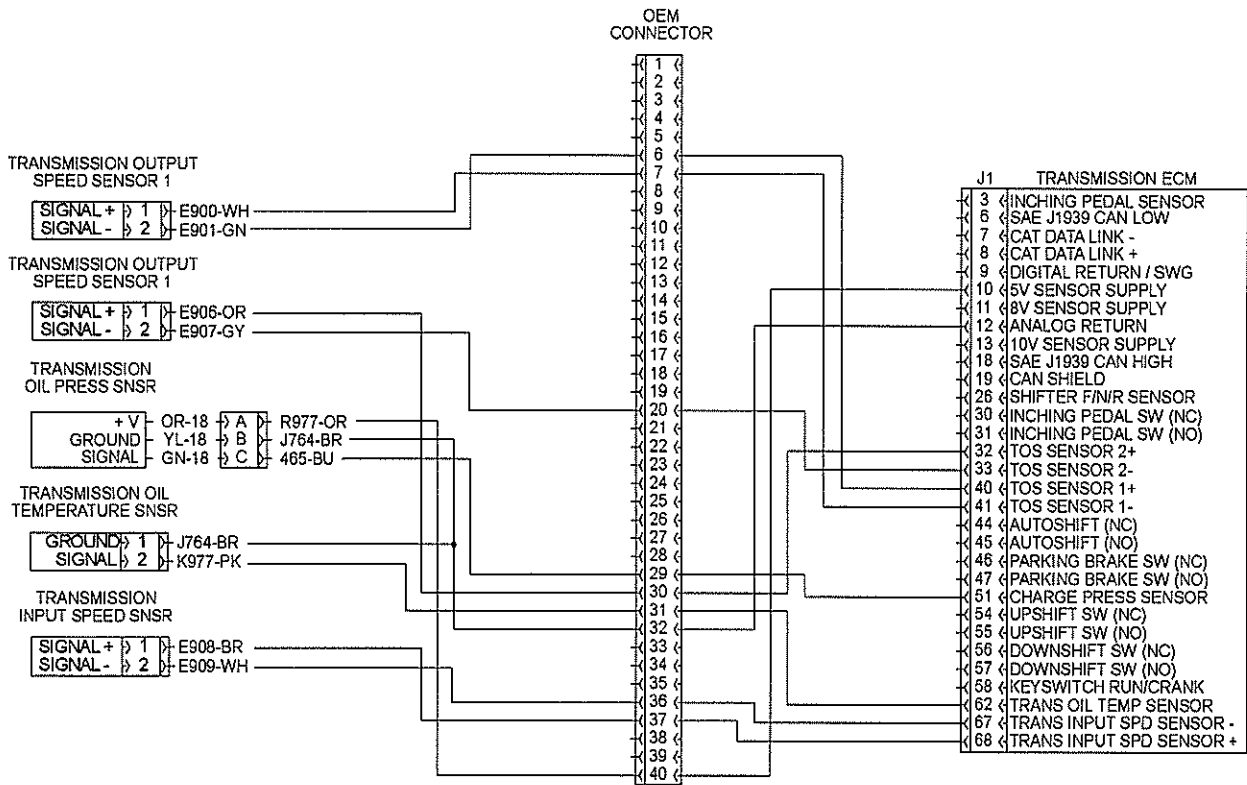 OEM
CONNECTOR
1
2
3
4
5
6
7
8
9
10
11
12
13
14
15
16
17
18
19
20
21
22
23
24
25
26
27
28
29
30
31
32
33
34
35
36
37
38
39
40
TRANSMISSION OUTPUT
SPEED SENSOR 1
SIGNAL + 1 E900-WH
SIGNAL - 2 E901-GN
TRANSMISSION OUTPUT
SPEED SENSOR 1
SIGNAL + 1 E906-OR
SIGNAL - 2 E907-GY
TRANSMISSION
OIL PRESS SNSR
+ V OR-18 A R977-OR
GROUND YL-18 B J764-BR
SIGNAL GN-18 C 465-BU
TRANSMISSION OIL
TEMPERATURE SNSR
GROUND 1 J764-BR
SIGNAL 2 K977-PK
TRANSMISSION
INPUT SPEED SNSR
SIGNAL + 1 E908-BR
SIGNAL - 2 E909-WH
J1 TRANSMISSION ECM
3 INCHING PEDAL SENSOR
6 SAE J1939 CAN LOW
7 CAT DATA LINK -
8 CAT DATA LINK +
9 DIGITAL RETURN / SWG
10 5V SENSOR SUPPLY
11 8V SENSOR SUPPLY
12 ANALOG RETURN
13 10V SENSOR SUPPLY
18 SAE J1939 CAN HIGH
19 CAN SHIELD
26 SHIFTER F/N/R SENSOR
30 INCHING PEDAL SW (NC)
31 INCHING PEDAL SW (NO)
32 TOS SENSOR 2+
33 TOS SENSOR 2-
40 TOS SENSOR 1+
41 TOS SENSOR 1-
44 AUTOSHIFT (NC)
45 AUTOSHIFT (NO)
46 PARKING BRAKE SW (NC)
47 PARKING BRAKE SW (NO)
51 CHARGE PRESS SENSOR
54 UPSHIFT SW (NC)
55 UPSHIFT SW (NO)
56 DOWNSHIFT SW (NC)
57 DOWNSHIFT SW (NO)
58 KEYSWITCH RUN/CRANK
62 TRANS OIL TEMP SENSOR
67 TRANS INPUT SPD SENSOR -
68 TRANS INPUT SPD SENSOR +